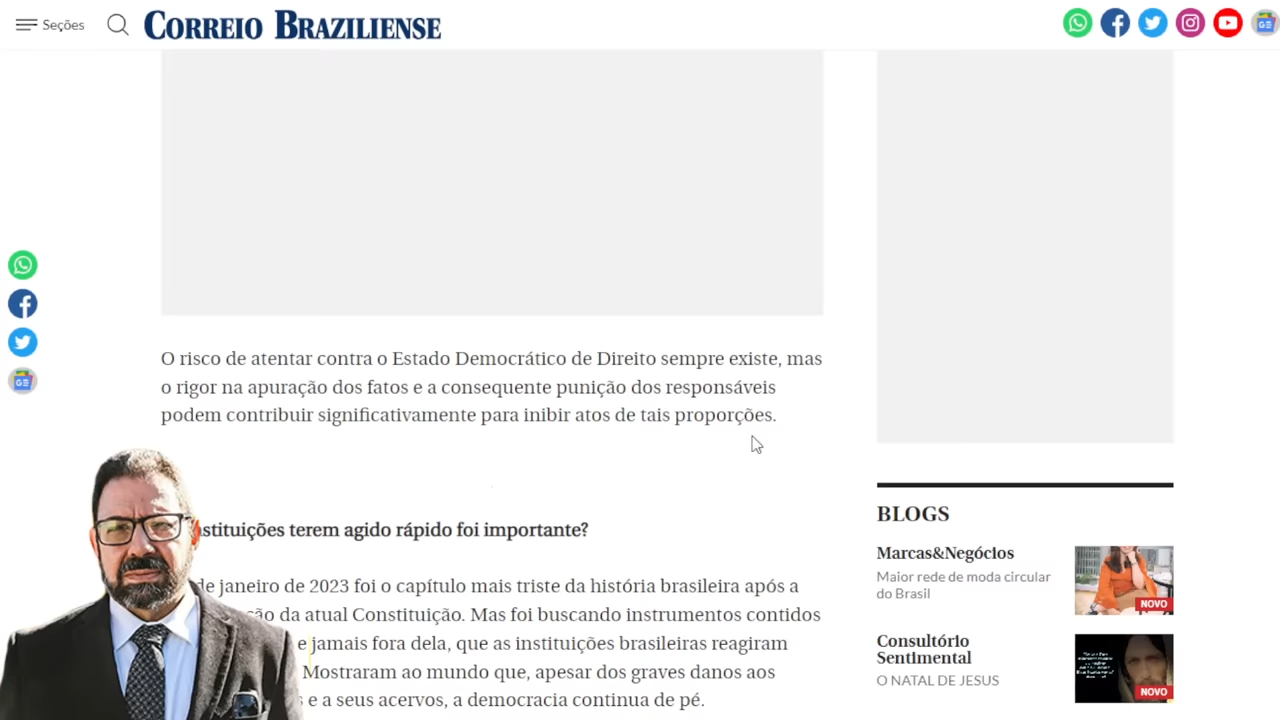 Seções
CORREIO BRAZILIENSE
O risco de atentar contra o Estado Democrático de Direito sempre existe, mas
o rigor na apuração dos fatos e a consequente punição dos responsáveis
podem contribuir significativamente para inibir atos de tais proporções.
stituições terem agido rápido foi importante?
de janeiro de 2023 foi o capítulo mais triste da história brasileira após a
ão da atual Constituição. Mas foi buscando instrumentos contidos
e jamais fora dela, que as instituições brasileiras reagiram
Mostraram ao mundo que, apesar dos graves danos aos
e a seus acervos, a democracia continua de pé.
BLOGS
Marcas&Negócios
Maior rede de moda circular
do Brasil
NOVO
Consultório
Sentimental
O NATAL DE JESUS
NOVO